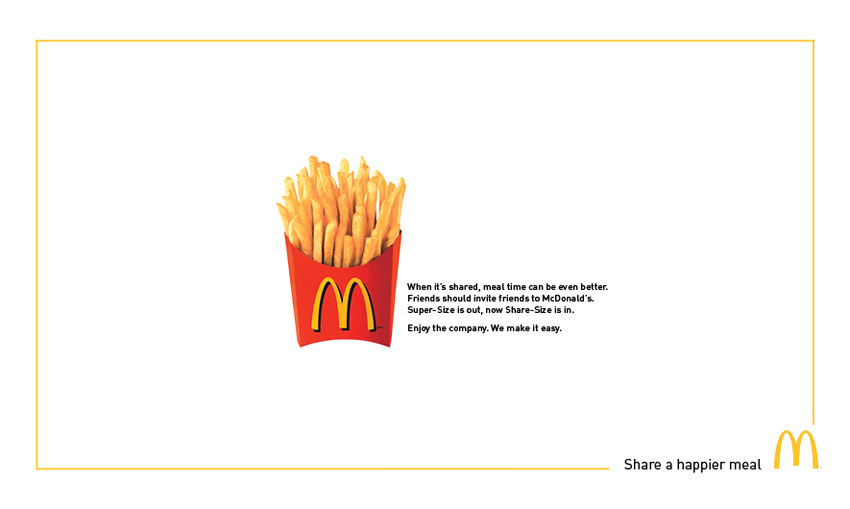 When it's shared, meal time can be even better.
Friends should invite friends to McDonald's.
Super-Size is out, now Share-Size is in.
Enjoy the company. We make it easy.
Share a happier meal